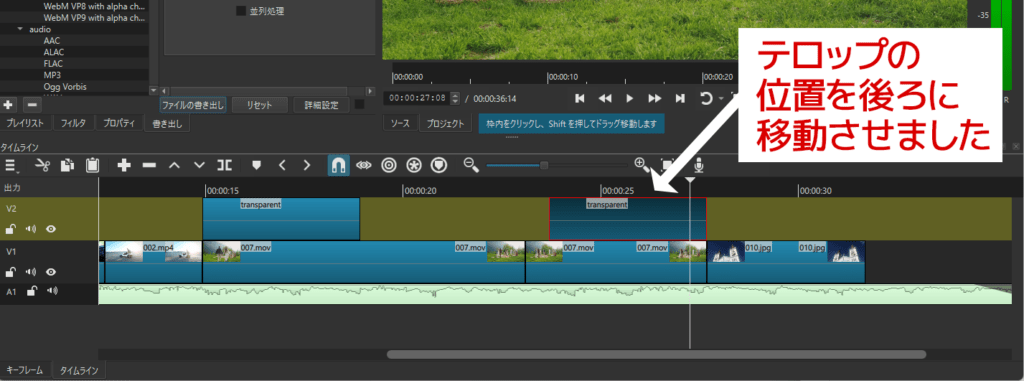 WebM VP8 with alpha ch...
WebM VP9 with alpha ch...
audio
AAC
ALAC
FLAC
MP3
Ogg Vorbis
並列処理
ファイルの書き出し
リセット
詳細設定
プレイリスト
フィルタ
プロパティ
書き出し
00:00:00
00:00:10
00:00:20
00:00:27:08
/ 00:00:36:14
ソース
プロジェクト
枠内をクリックし、Shift を押してドラッグ移動します
-35
R
テロップの
位置を後ろに
移動させました
タイムライン
出力
00:00:15
00:00:20
00:00:25
00:00:30
V2
transparent
transparent
V1
002.mp4
007.mov
007.mov
007.mov
007.mov
010.jpg
010.jpg
A1
キーフレーム
タイムライン